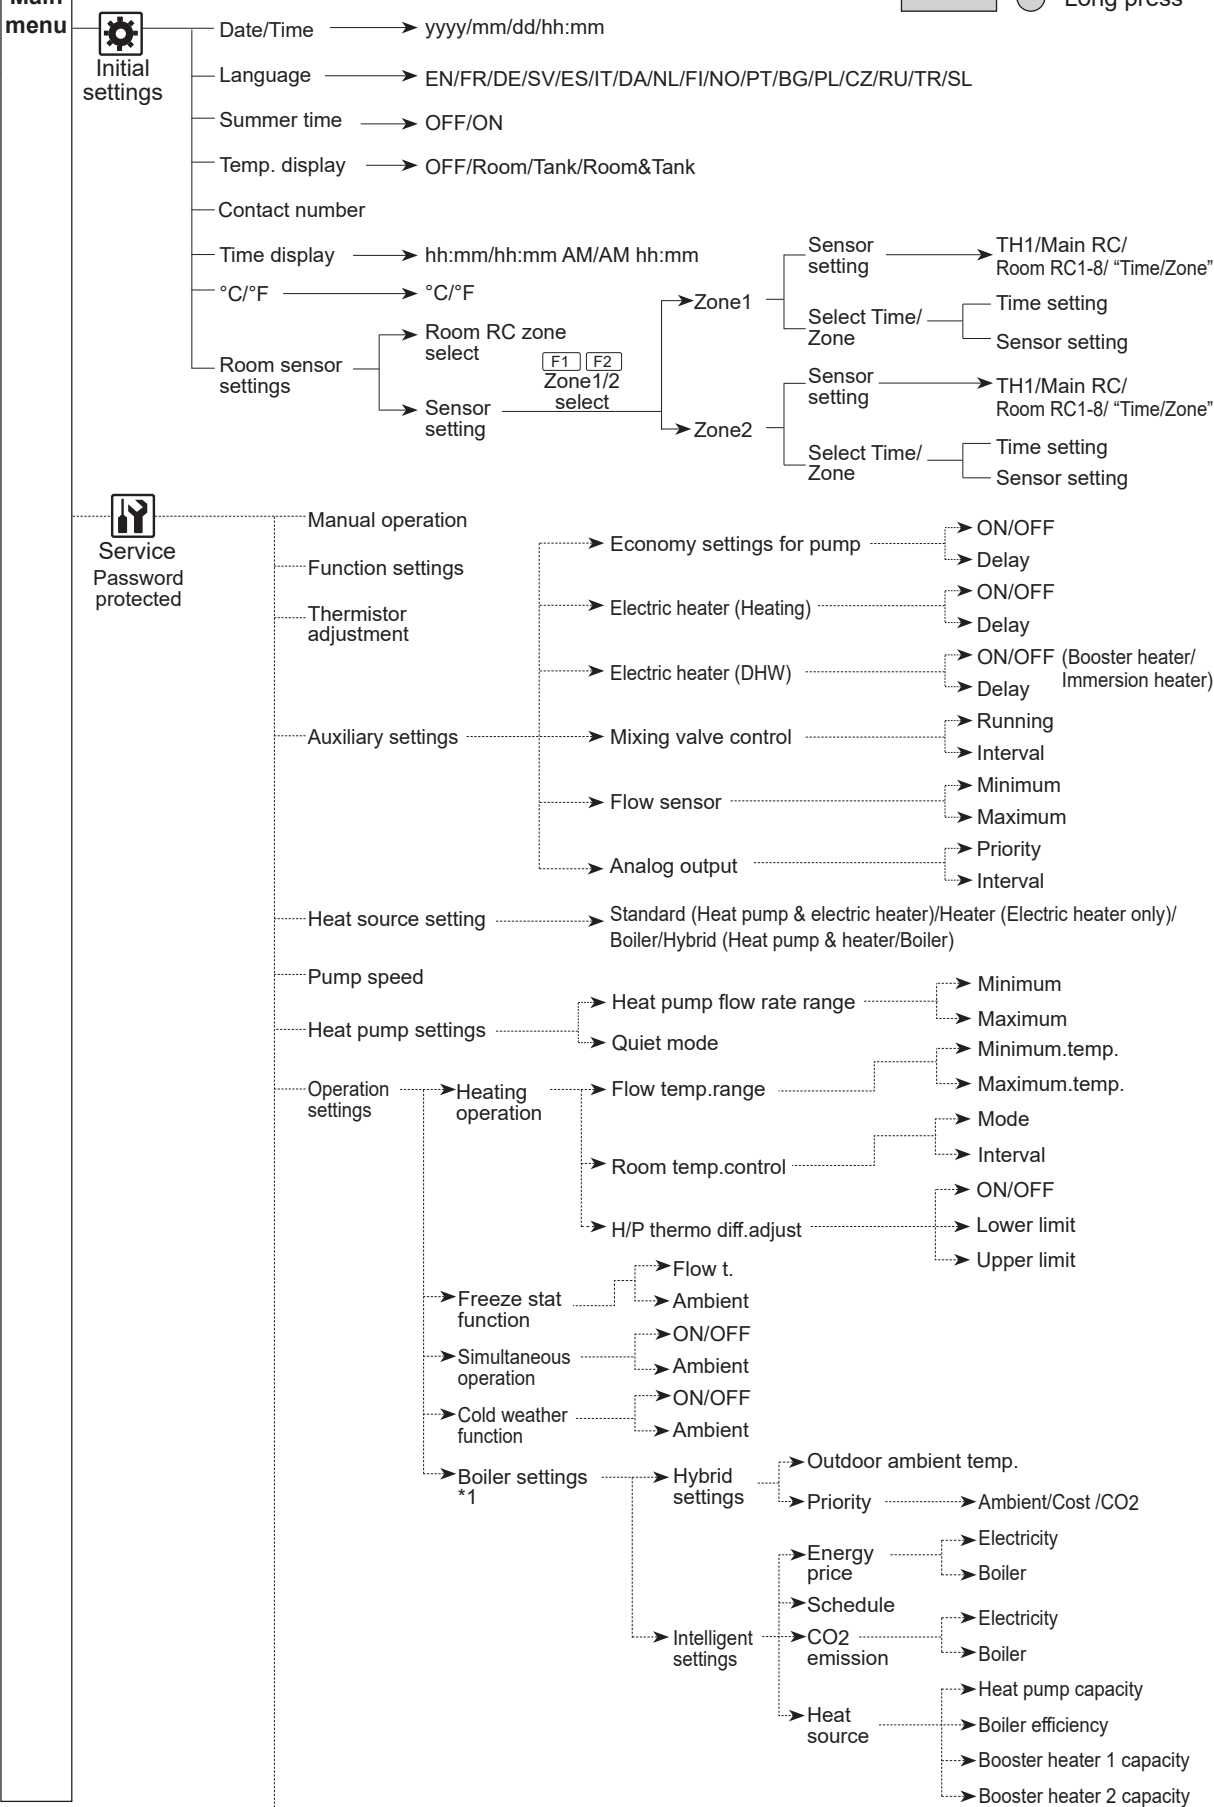 Main
menu
Long press
Initial
settings
Date/Time
yyyy/mm/dd/hh:mm
Language
EN/FR/DE/SV/ES/IT/DA/NL/FI/NO/PT/BG/PL/CZ/RU/TR/SL
Summer time
OFF/ON
Temp. display
OFF/Room/Tank/Room&Tank
Contact number
Time display
hh:mm/hh:mm AM/AM hh:mm
°C/°F
°C/°F
Room sensor
settings
Room RC zone
select
Sensor
setting
F1 F2
Zone1/2
select
Zone1
Sensor
setting
TH1/Main RC/
Room RC1-8/ “Time/Zone”
Select Time/
Zone
Time setting
Sensor setting
Zone2
Sensor
setting
TH1/Main RC/
Room RC1-8/ “Time/Zone”
Select Time/
Zone
Time setting
Sensor setting
Service
Password
protected
Manual operation
Function settings
Thermistor
adjustment
Auxiliary settings
Economy settings for pump
ON/OFF
Delay
Electric heater (Heating)
ON/OFF
Delay
Electric heater (DHW)
ON/OFF (Booster heater/
Delay Immersion heater)
Mixing valve control
Running
Interval
Flow sensor
Minimum
Maximum
Analog output
Priority
Interval
Heat source setting
Standard (Heat pump & electric heater)/Heater (Electric heater only)/
Boiler/Hybrid (Heat pump & heater/Boiler)
Pump speed
Heat pump settings
Heat pump flow rate range
Minimum
Maximum
Quiet mode
Operation
settings
Heating
operation
Flow temp.range
Minimum.temp.
Maximum.temp.
Room temp.control
Mode
Interval
H/P thermo diff.adjust
ON/OFF
Lower limit
Upper limit
Freeze stat
function
Flow t.
Ambient
Simultaneous
operation
ON/OFF
Ambient
Cold weather
function
ON/OFF
Ambient
Boiler settings
*1
Hybrid
settings
Outdoor ambient temp.
Priority
Ambient/Cost /CO2
Intelligent
settings
Energy
price
Electricity
Boiler
Schedule
CO2
emission
Electricity
Boiler
Heat
source
Heat pump capacity
Boiler efficiency
Booster heater 1 capacity
Booster heater 2 capacity